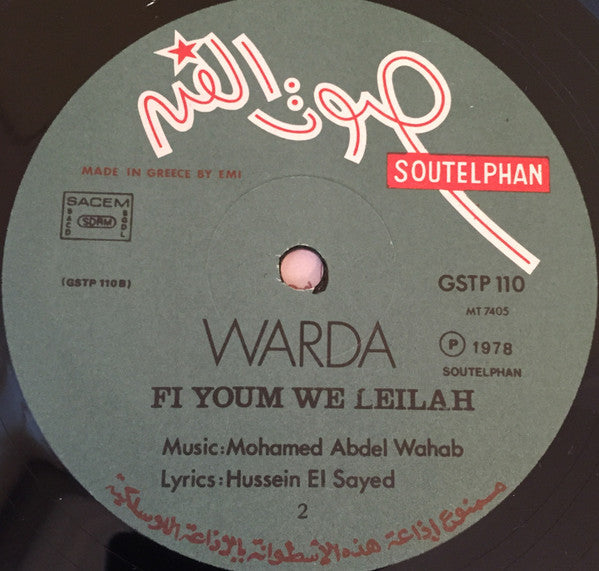 صوت الفن
SOUTELPHAN
MADE IN GREECE BY EMI
SACEM
SACD
SDRM
SGDL
(GSTP 110B)
GSTP 110
MT 7405
P 1978
SOUTELPHAN
WARDA
FI YOUM WE LEILAH
Music: Mohamed Abdel Wahab
Lyrics: Hussein El Sayed
2
ممنوع إذاعة هذه الأسطوانة بالإذاعة اللاسلكية